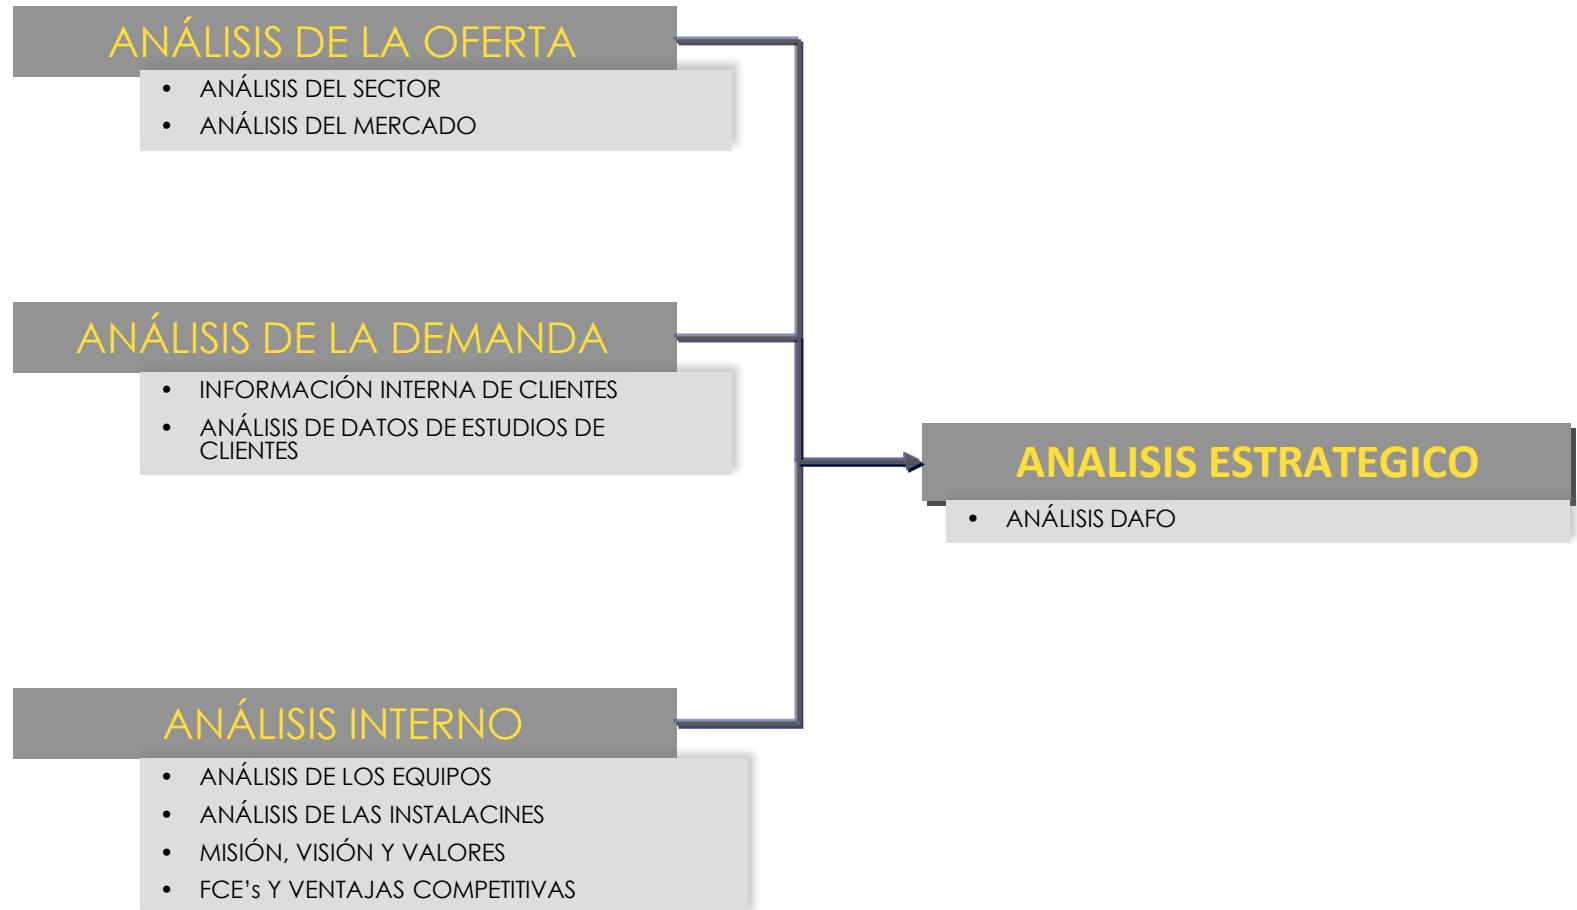 ANÁLISIS DE LA OFERTA
• ANÁLISIS DEL SECTOR
• ANÁLISIS DEL MERCADO
ANÁLISIS DE LA DEMANDA
• INFORMACIÓN INTERNA DE CLIENTES
• ANÁLISIS DE DATOS DE ESTUDIOS DE
CLIENTES
ANÁLISIS INTERNO
• ANÁLISIS DE LOS EQUIPOS
• ANÁLISIS DE LAS INSTALACINES
• MISIÓN, VISIÓN Y VALORES
• FCE’s Y VENTAJAS COMPETITIVAS
ANALISIS ESTRATEGICO
• ANÁLISIS DAFO